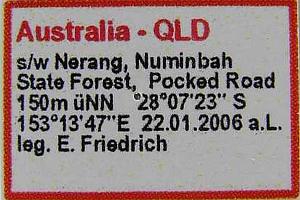 Australia - QLD
s/w Nerang, Numinbah
State Forest, Pocked Road
150m üNN 28°07'23" S
153°13'47"E 22.01.2006 a.L.
leg. E. Friedrich